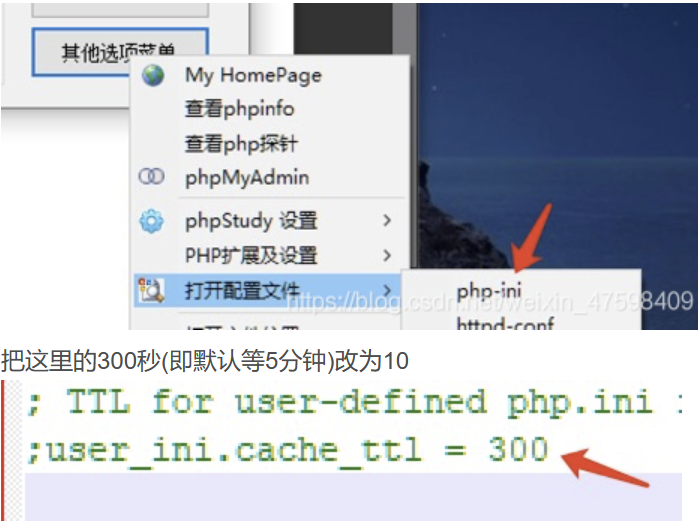 其他选项菜单
My HomePage
查看phpinfo
查看php探针
phpMyAdmin
phpStudy 设置
PHP扩展及设置
打开配置文件
php-ini
https://blog.csdn.net/weixin_47598409
httpd-conf
把这里的300秒(即默认等5分钟)改为10
; TTL for user-defined php.ini
;user_ini.cache_ttl = 300